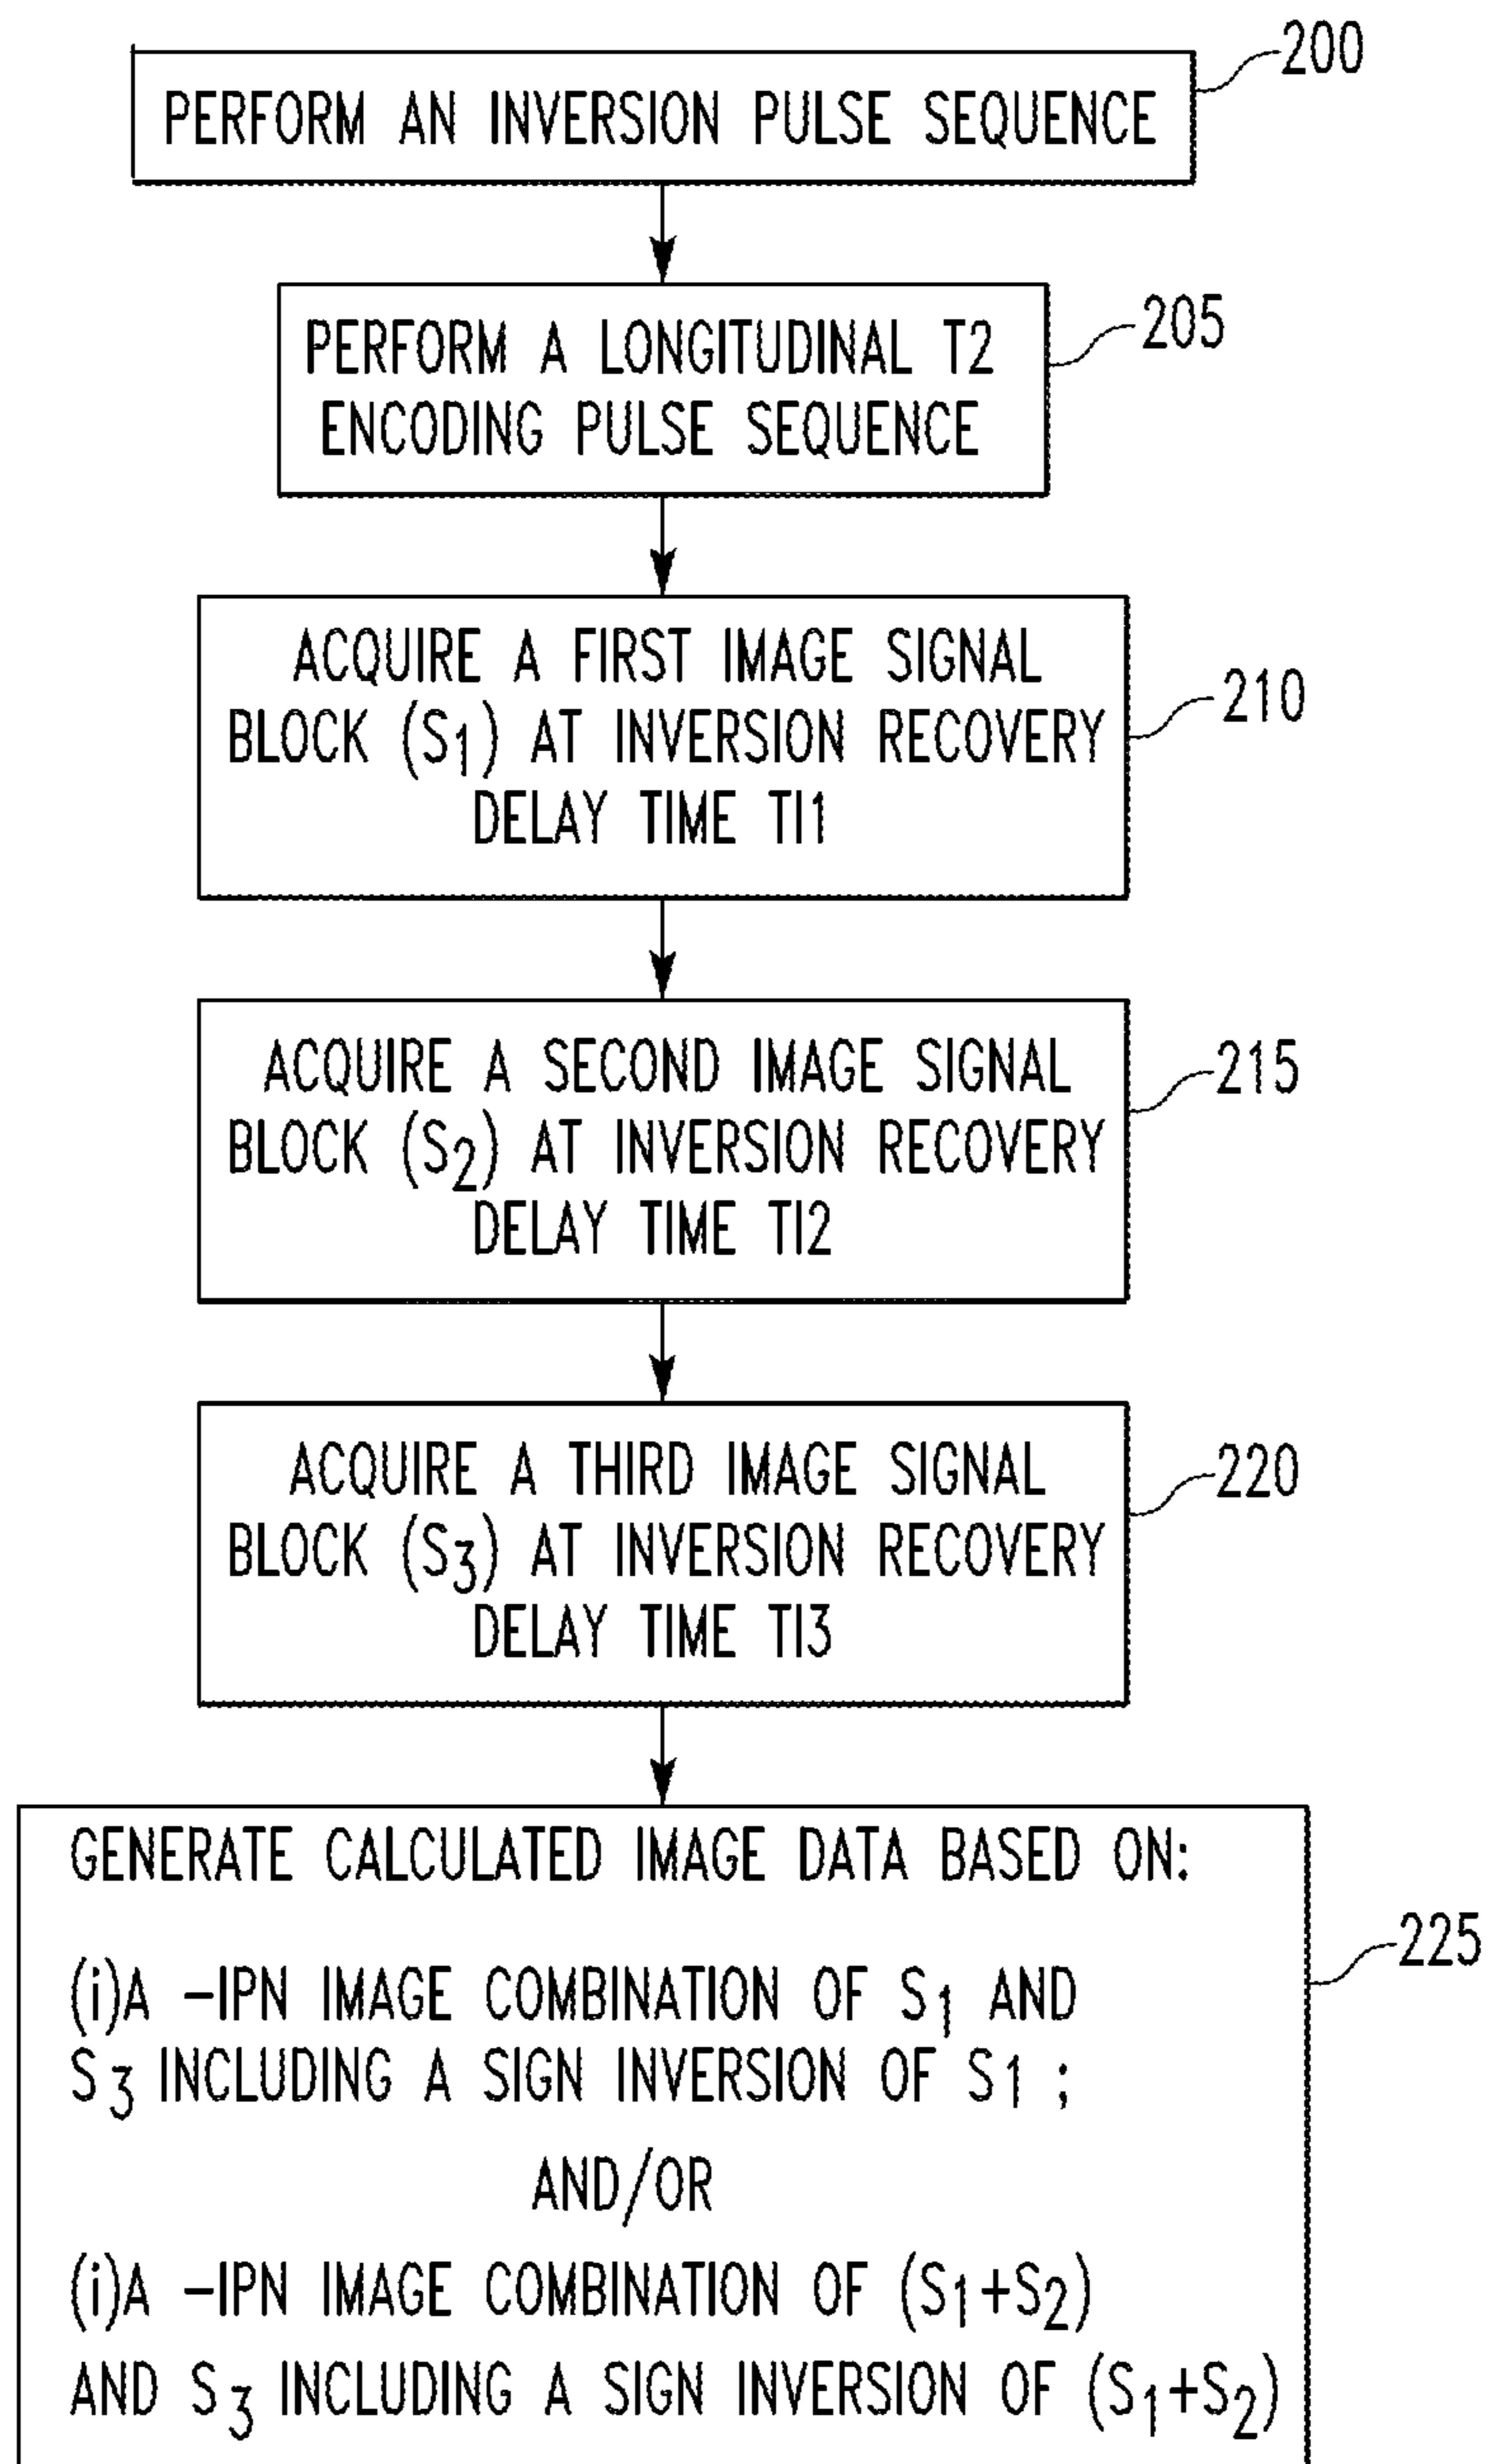 200
PERFORM AN INVERSION PULSE SEQUENCE
205
PERFORM A LONGITUDINAL T2
ENCODING PULSE SEQUENCE
210
ACQUIRE A FIRST IMAGE SIGNAL
BLOCK (S1) AT INVERSION RECOVERY
DELAY TIME TI1
215
ACQUIRE A SECOND IMAGE SIGNAL
BLOCK (S2) AT INVERSION RECOVERY
DELAY TIME TI2
220
ACQUIRE A THIRD IMAGE SIGNAL
BLOCK (S3) AT INVERSION RECOVERY
DELAY TIME TI3
225
GENERATE CALCULATED IMAGE DATA BASED ON:
(i)A -IPN IMAGE COMBINATION OF S1 AND
S3 INCLUDING A SIGN INVERSION OF S1 ;
AND/OR
(i)A -IPN IMAGE COMBINATION OF (S1+S2)
AND S3 INCLUDING A SIGN INVERSION OF (S1+S2)